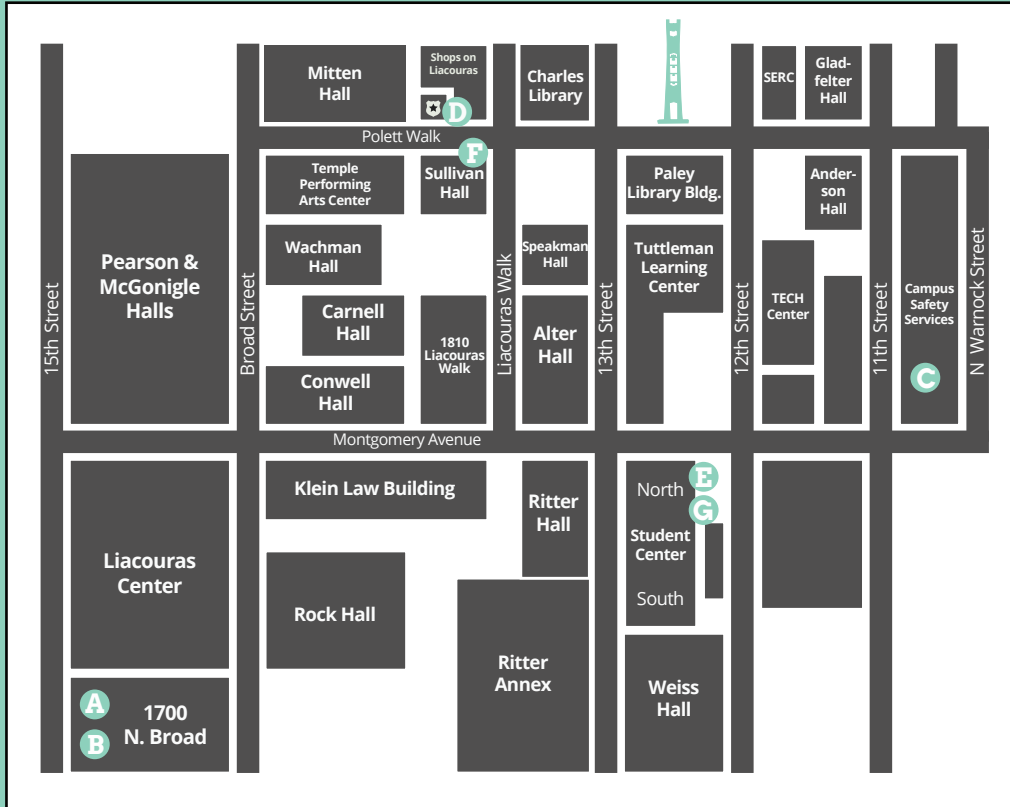 Mitten
Hall
Shops on
Liacouras
Charles
Library
SERC
Glad-
felter
Hall
D
Polett Walk
F
Temple
Performing
Arts Center
Sullivan
Hall
Paley
Library Bldg.
Ander-
son
Hall
Pearson &
McGonigle
Halls
Wachman
Hall
Speakman
Hall
Tuttleman
Learning
Center
Carnell
Hall
1810
Liacouras
Walk
Alter
Hall
TECH
Center
Campus
Safety
Services
C
Conwell
Hall
15th Street
Broad Street
Liacouras Walk
13th Street
12th Street
11th Street
N Warnock Street
Montgomery Avenue
Klein Law Building
Ritter
Hall
North
E
G
Student
Center
South
Liacouras
Center
Rock Hall
Ritter
Annex
Weiss
Hall
A
B
1700
N. Broad